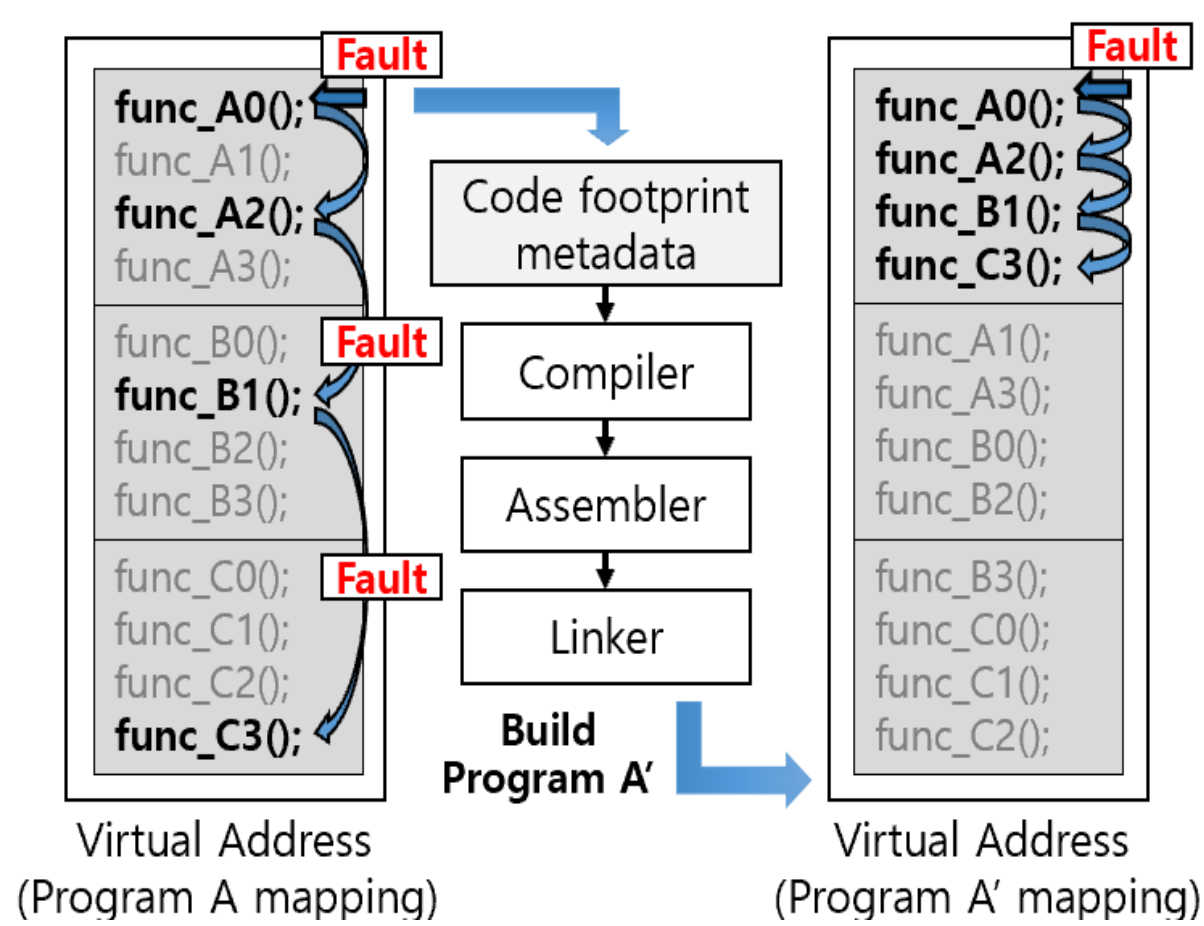 Fault
func_A0();
func_A1();
func_A2();
func_A3();
func_B0();
Fault
func_B1();
func_B2();
func_B3();
func_C0();
Fault
func_C1();
func_C2();
func_C3();
Virtual Address
(Program A mapping)
Code footprint
metadata
Compiler
Assembler
Linker
Build
Program A′
Fault
func_A0();
func_A2();
func_B1();
func_C3();
func_A1();
func_A3();
func_B0();
func_B2();
func_B3();
func_C0();
func_C1();
func_C2();
Virtual Address
(Program A′ mapping)